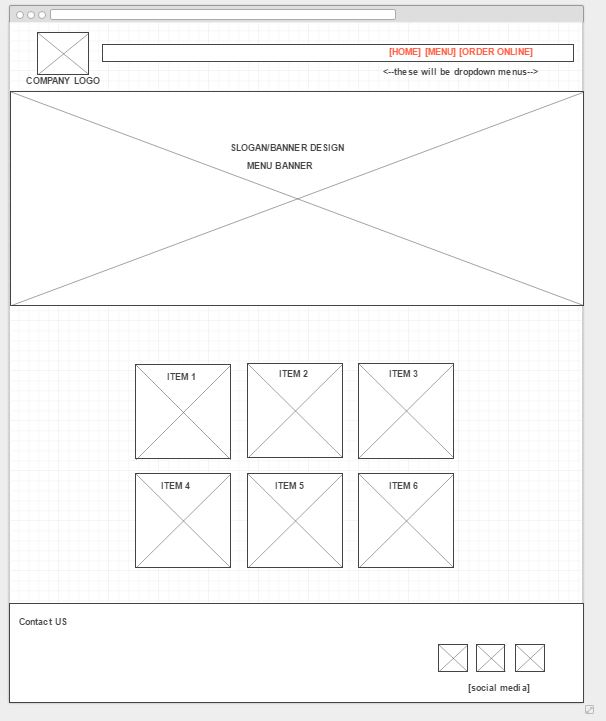 [HOME] [MENU] [ORDER ONLINE]
<--these will be dropdown menus-->
COMPANY LOGO
SLOGAN/BANNER DESIGN
MENU BANNER
ITEM 1
ITEM 2
ITEM 3
ITEM 4
ITEM 5
ITEM 6
Contact US
[social media]